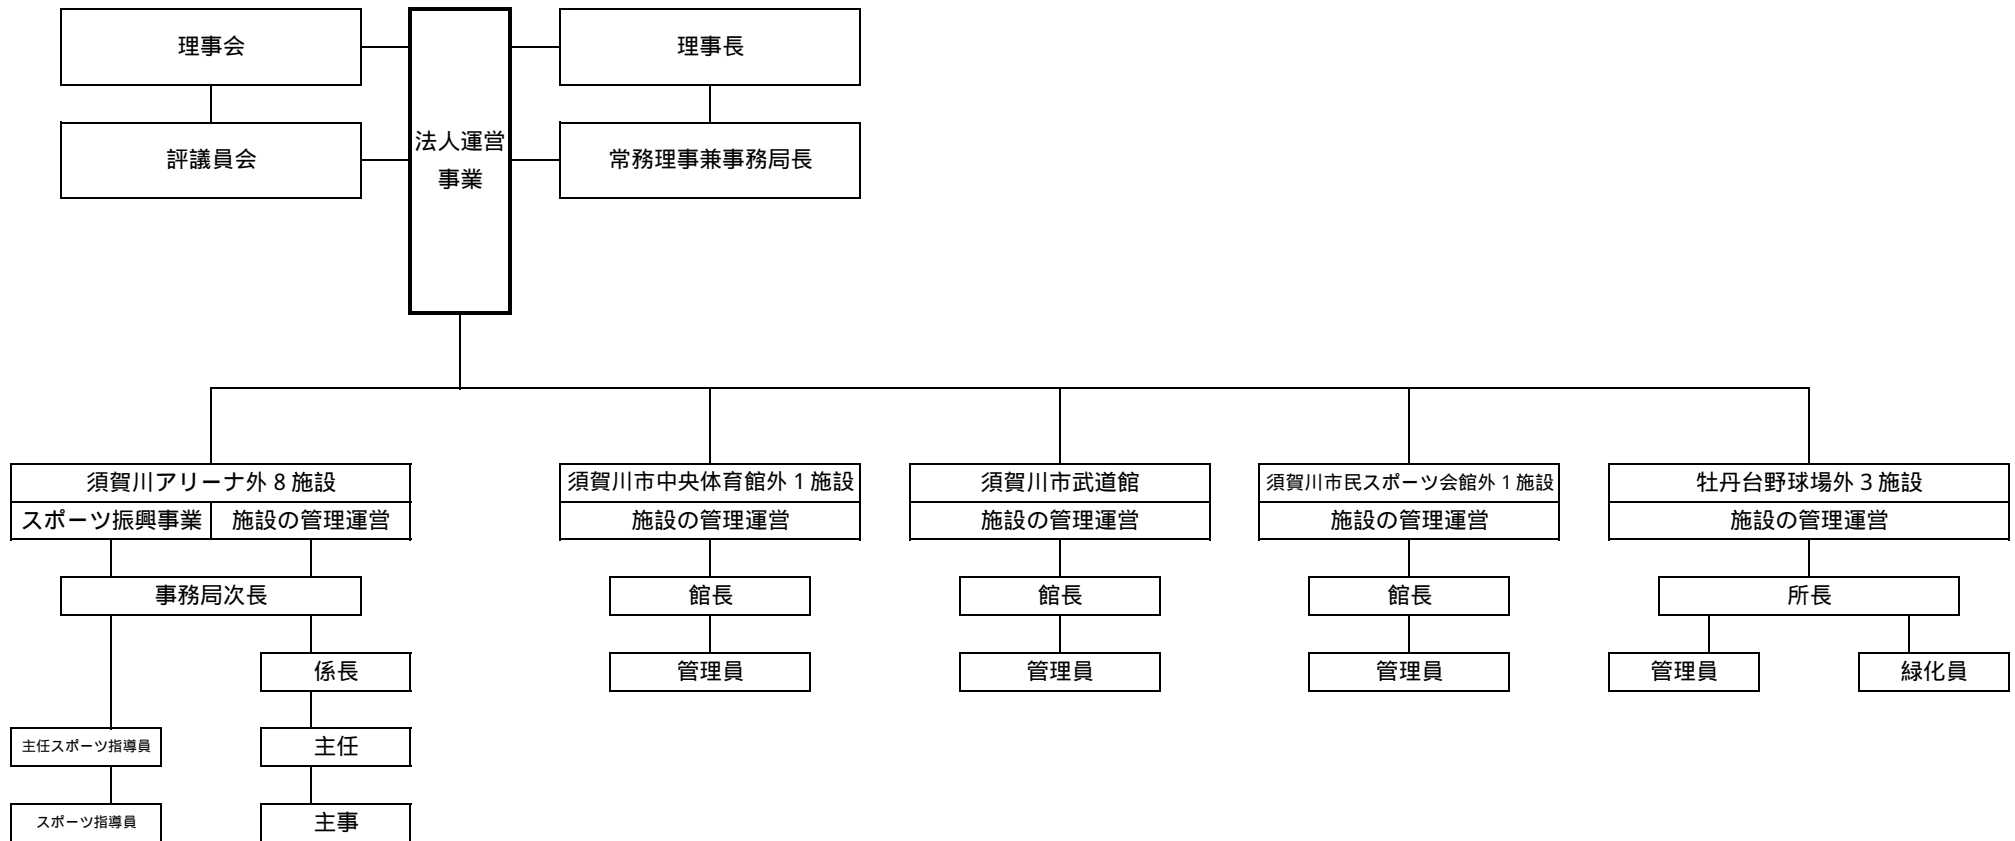 理事会
理事長
法人運営
事業
評議員会
常務理事兼事務局長
須賀川アリーナ外8施設
須賀川市中央体育館外1施設
須賀川市武道館
須賀川市民スポーツ会館外1施設
牡丹台野球場外3施設
スポーツ振興事業
施設の管理運営
施設の管理運営
施設の管理運営
施設の管理運営
施設の管理運営
事務局次長
館長
館長
館長
所長
係長
管理員
管理員
管理員
管理員
緑化員
主任スポーツ指導員
主任
スポーツ指導員
主事